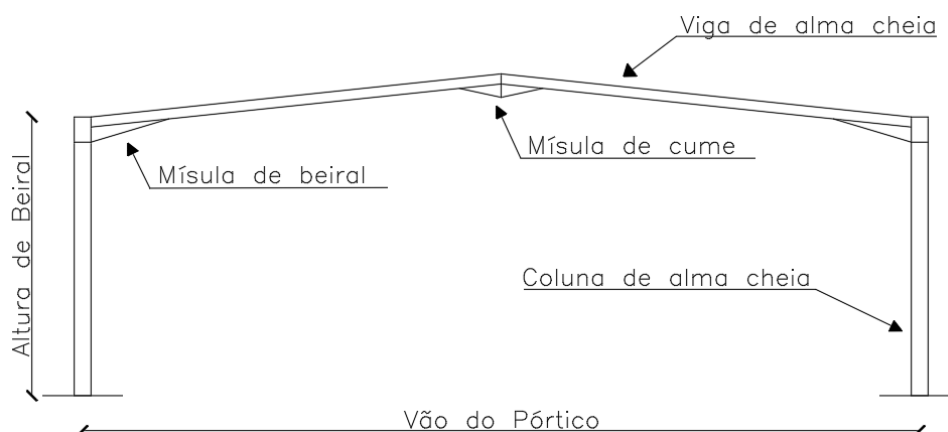 Viga de alma cheia
Mísula de cume
Mísula de beiral
Altura de Beiral
Coluna de alma cheia
Vão do Pórtico